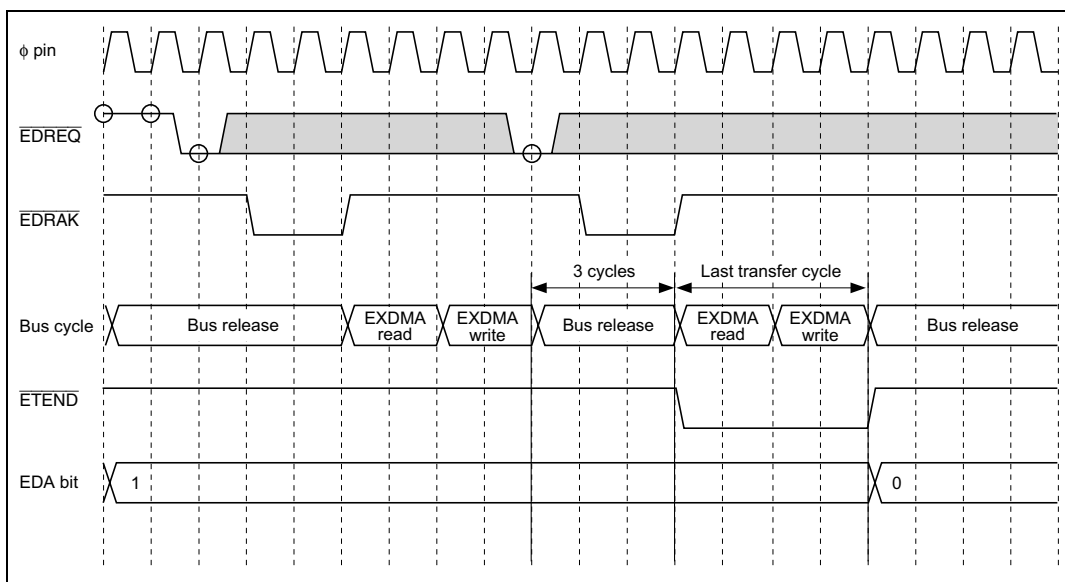 φ pin
EDREQ
EDRAK
3 cycles
Last transfer cycle
Bus cycle
Bus release
EXDMA
read
EXDMA
write
Bus release
EXDMA
read
EXDMA
write
Bus release
ETEND
EDA bit
1
0